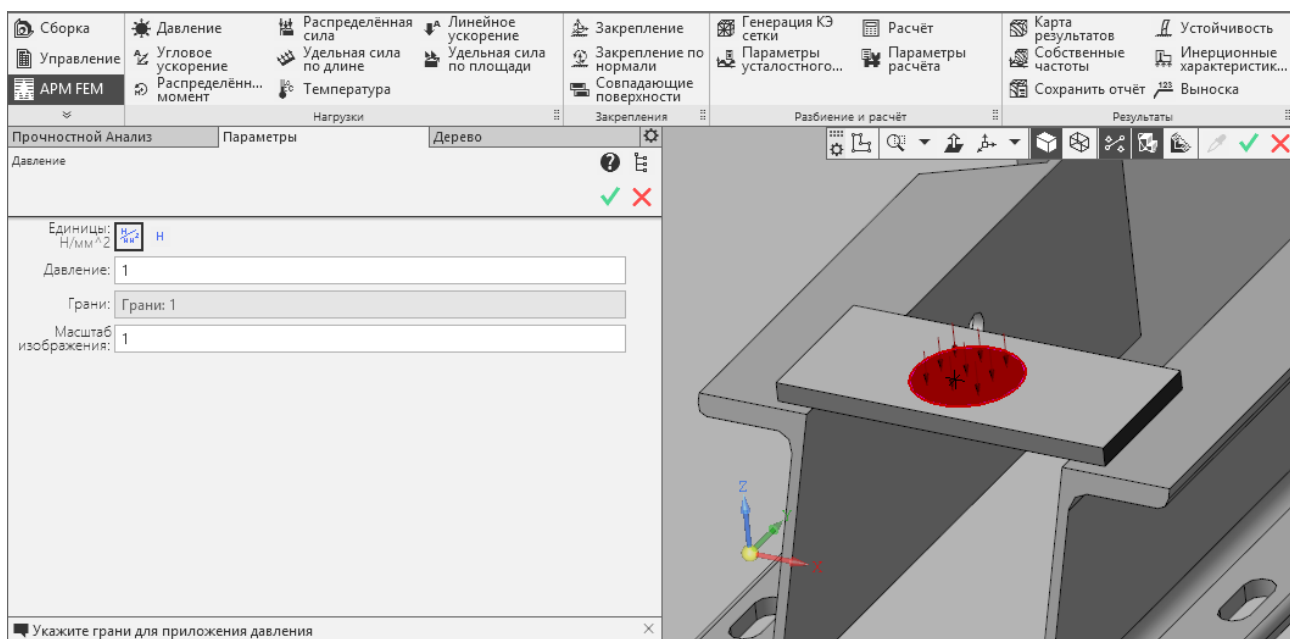 Сборка
Управление
APM FEM
Давление
Угловое
ускорение
Распределённ...
момент
Распределённая
сила
Удельная сила
по длине
Температура
Линейное
ускорение
Удельная сила
по площади
Нагрузки
Закрепление
Закрепление по
нормали
Совпадающие
поверхности
Закрепления
Генерация КЭ
сетки
Параметры
усталостного...
Расчёт
Параметры
расчёта
Разбиение и расчёт
Карта
результатов
Собственные
частоты
Сохранить отчёт
Устойчивость
Инерционные
характеристик...
123 Выноска
Результаты
Прочностной Анализ
Параметры
Дерево
Давление
Единицы:
Н/мм^2
Н
Давление: 1
Грани: Грани: 1
Масштаб
изображения: 1
Z
Y
X
Укажите грани для приложения давления